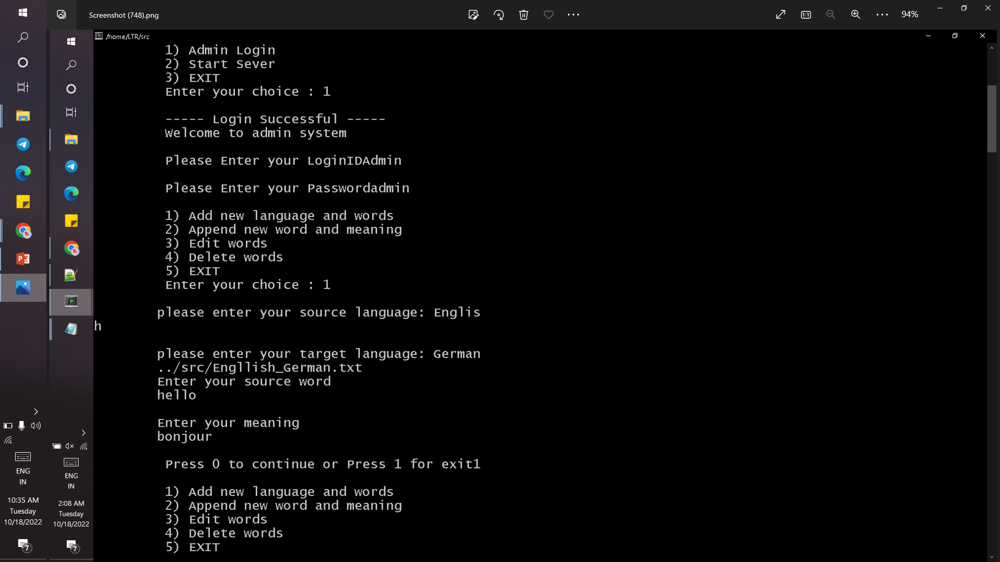 Screenshot (748).png
94%
/home/LTR/src
1) Admin Login
2) Start Sever
3) EXIT
Enter your choice : 1
----- Login Successful -----
Welcome to admin system
Please Enter your LoginIDAdmin
Please Enter your Passwordadmin
1) Add new language and words
2) Append new word and meaning
3) Edit words
4) Delete words
5) EXIT
Enter your choice : 1
please enter your source language: Englis
h
please enter your target language: German
../src/Engllish_German.txt
Enter your source word
hello
Enter your meaning
bonjour
Press 0 to continue or Press 1 for exit1
1) Add new language and words
2) Append new word and meaning
3) Edit words
4) Delete words
5) EXIT
ENG
IN
10:35 AM
Tuesday
10/18/2022
7
ENG
IN
2:08 AM
Tuesday
10/18/2022
7